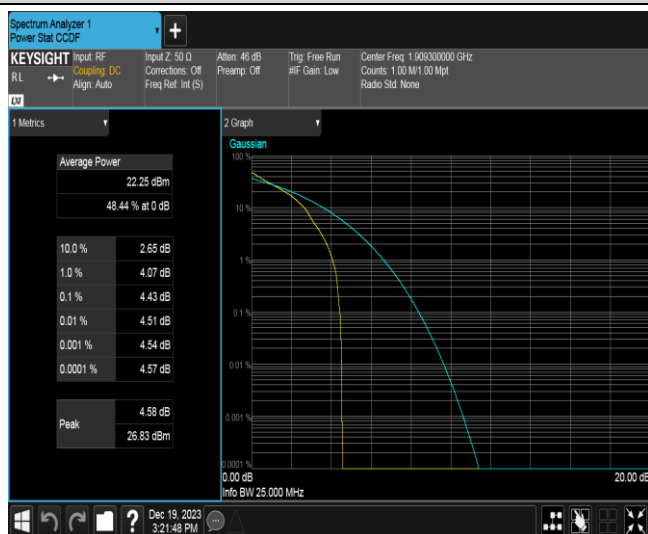 Spectrum Analyzer 1
Power Stat CCDF
+
KEYSIGHT
RL
LXI
Input: RF
Coupling: DC
Align: Auto
Input Z: 50 Ω
Corrections: Off
Freq Ref: Int (S)
Atten: 46 dB
Preamp: Off
Trig: Free Run
#IF Gain: Low
Center Freq: 1.909300000 GHz
Counts: 1.00 M/1.00 Mpt
Radio Std: None
1 Metrics
Average Power
22.25 dBm
48.44 % at 0 dB
10.0 % 2.65 dB
1.0 % 4.07 dB
0.1 % 4.43 dB
0.01 % 4.51 dB
0.001 % 4.54 dB
0.0001 % 4.57 dB
Peak
4.58 dB
26.83 dBm
2 Graph
Gaussian
100 %
10 %
1 %
0.1 %
0.01 %
0.001 %
0.0001 %
0.00 dB 20.00 dB
Info BW 25.000 MHz
?
Dec 19, 2023
3:21:48 PM